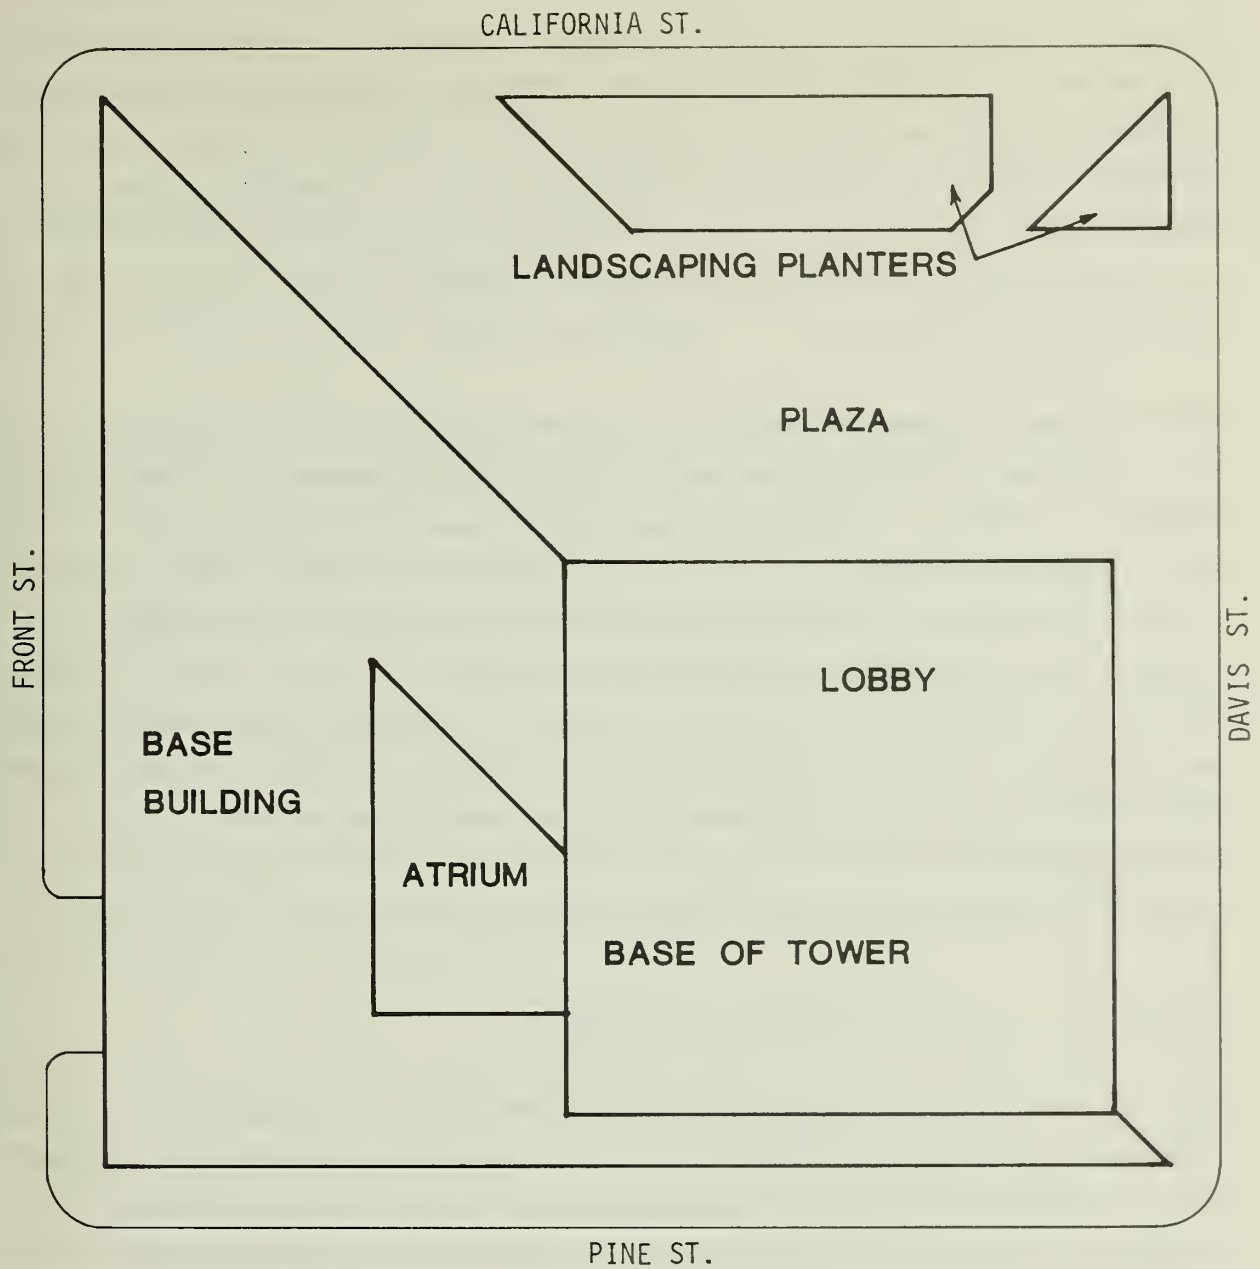 CALIFORNIA ST.
LANDSCAPING PLANTERS
PLAZA
FRONT ST.
DAVIS ST.
LOBBY
BASE
BUILDING
ATRIUM
BASE OF TOWER
PINE ST.